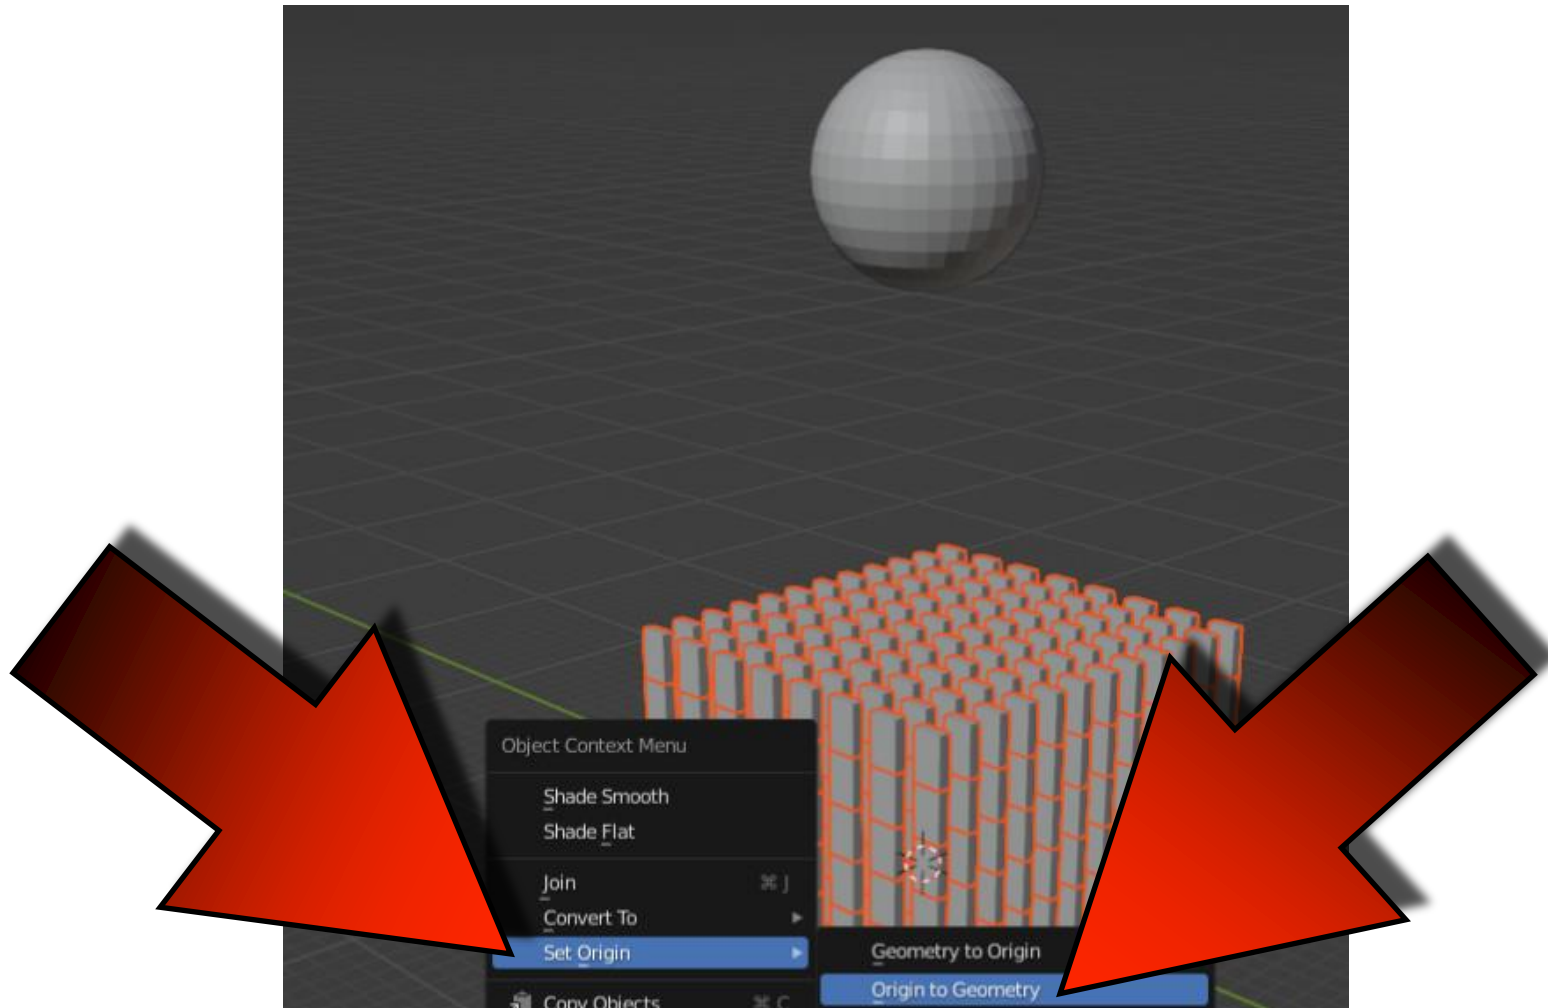 Object Context Menu
Shade Smooth
Shade Flat
Join ⌘ J
Convert To
Set Origin
Geometry to Origin
Origin to Geometry
Copy Objects ⌘ C